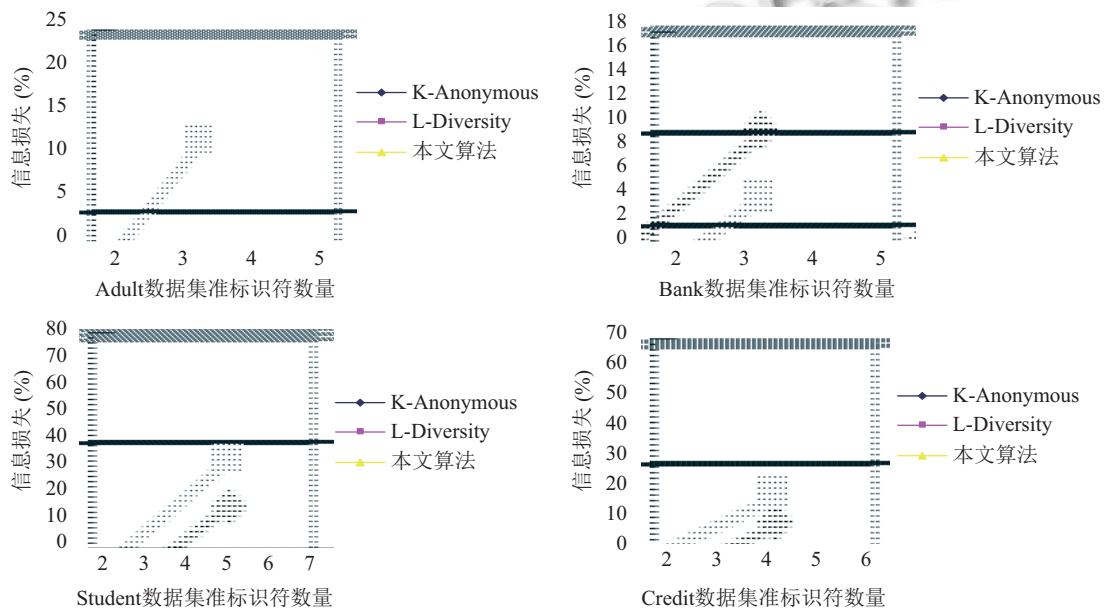 25
20
15
10
5
0
信息损失 (%)
2 3 4 5
Adult数据集准标识符数量
K-Anonymous
L-Diversity
本文算法
18
16
14
12
10
8
6
4
2
0
信息损失 (%)
2 3 4 5
Bank数据集准标识符数量
K-Anonymous
L-Diversity
本文算法
80
70
60
50
40
30
20
10
0
信息损失 (%)
2 3 4 5 6 7
Student数据集准标识符数量
K-Anonymous
L-Diversity
本文算法
70
60
50
40
30
20
10
0
信息损失 (%)
2 3 4 5 6
Credit数据集准标识符数量
K-Anonymous
L-Diversity
本文算法